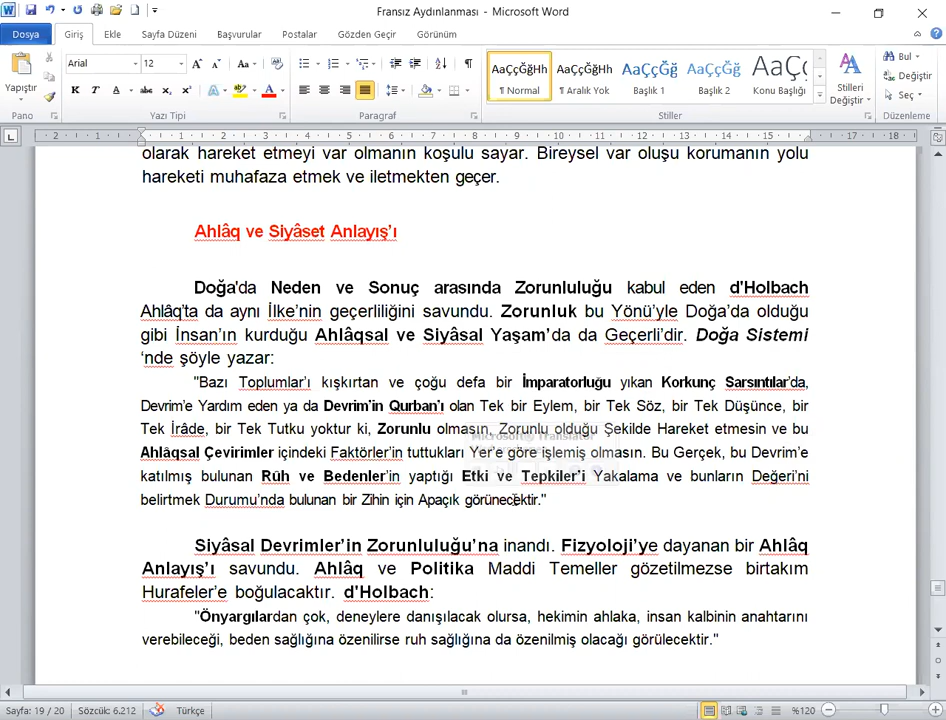 Fransız Aydınlanması - Microsoft Word
Dosya Giriş Ekle Sayfa Düzeni Başvurular Postalar Gözden Geçir Görünüm
Yapıştır
Arial 12
Pano Yazı Tipi Paragraf Stiller Düzenleme
AaÇçĞğHh AaÇçĞğHh AaÇçĞğ AaÇçĞğ AaÇç
¶ Normal ¶ Aralık Yok Başlık 1 Başlık 2 Konu Başlığı
Stilleri Değiştir
Bul
Değiştir
Seç
olarak hareket etmeyi var olmanın koşulu sayar. Bireysel var oluşu korumanın yolu
hareketi muhafaza etmek ve iletmekten geçer.
Ahlâq ve Siyâset Anlayış’ı
Doğa'da Neden ve Sonuç arasında Zorunluluğu kabul eden d'Holbach
Ahlâq'ta da aynı İlke’nin geçerliliğini savundu. Zorunluk bu Yönü’yle Doğa’da olduğu
gibi İnsan’ın kurduğu Ahlâqsal ve Siyâsal Yaşam’da da Geçerli’dir. Doğa Sistemi
‘nde şöyle yazar:
"Bazı Toplumlar’ı kışkırtan ve çoğu defa bir İmparatorluğu yıkan Korkunç Sarsıntılar’da,
Devrim’e Yardım eden ya da Devrim’in Qurban’ı olan Tek bir Eylem, bir Tek Söz, bir Tek Düşünce, bir
Tek İrâde, bir Tek Tutku yoktur ki, Zorunlu olmasın, Zorunlu olduğu Şekilde Hareket etmesin ve bu
Ahlâqsal Çevirimler içindeki Faktörler’in tuttukları Yer’e göre işlemiş olmasın. Bu Gerçek, bu Devrim’e
katılmış bulunan Rûh ve Bedenler’in yaptığı Etki ve Tepkiler’i Yakalama ve bunların Değeri’ni
belirtmek Durumu’nda bulunan bir Zihin için Apaçık görünecektir."
Siyâsal Devrimler’in Zorunluluğu’na inandı. Fizyoloji’ye dayanan bir Ahlâq
Anlayış’ı savundu. Ahlâq ve Politika Maddi Temeller gözetilmezse birtakım
Hurafeler’e boğulacaktır. d'Holbach:
"Önyargılardan çok, deneylere danışılacak olursa, hekimin ahlaka, insan kalbinin anahtarını
verebileceği, beden sağlığına özenilirse ruh sağlığına da özenilmiş olacağı görülecektir."
Microsoft® Translator
Sayfa: 19 / 20 Sözcük: 6.212 Türkçe %120